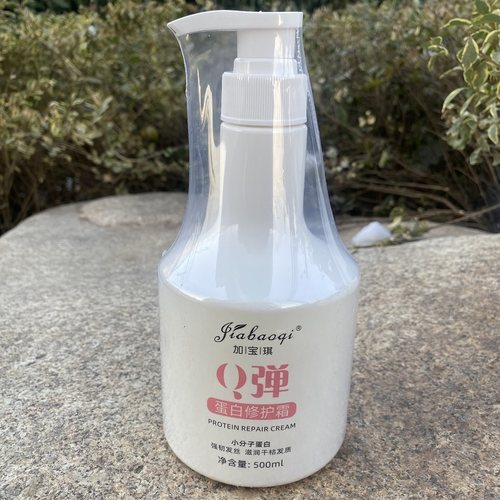 Jiabaoqi®
加|宝|琪
Q弹
蛋白修护霜
PROTEIN REPAIR CREAM
小分子蛋白
强韧发丝 滋润干枯发质
净含量: 500ml